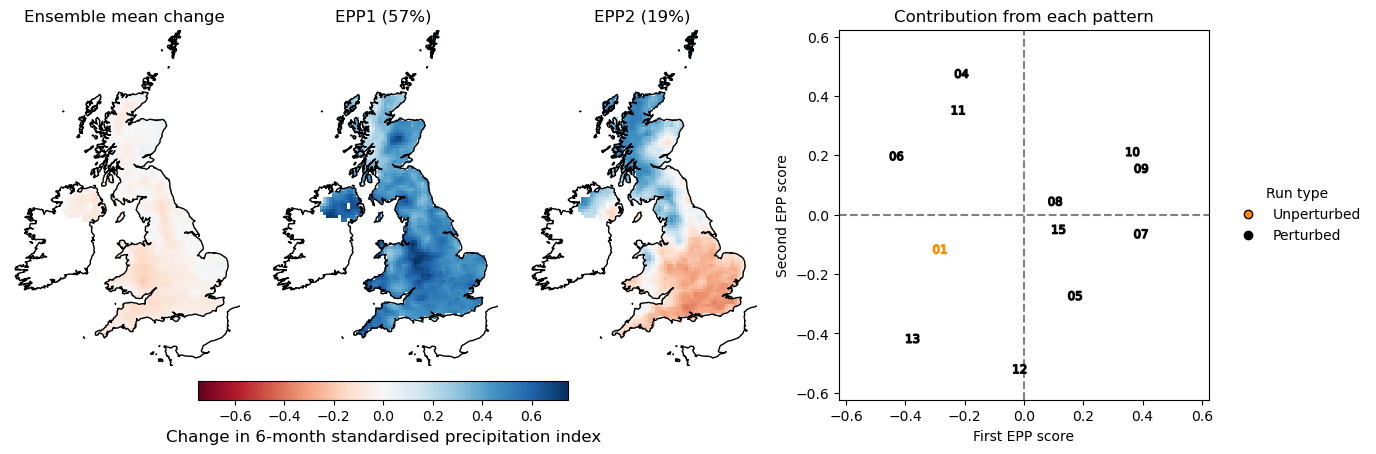 Ensemble mean change
EPP1 (57%)
EPP2 (19%)
Contribution from each pattern
−0.6 −0.4 −0.2 0.0 0.2 0.4 0.6
Change in 6-month standardised precipitation index
Second EPP score
0.6
0.4
0.2
0.0
−0.2
−0.4
−0.6
04
11
06
10
09
08
15
07
01
05
13
12
−0.6 −0.4 −0.2 0.0 0.2 0.4 0.6
First EPP score
Run type
Unperturbed
Perturbed